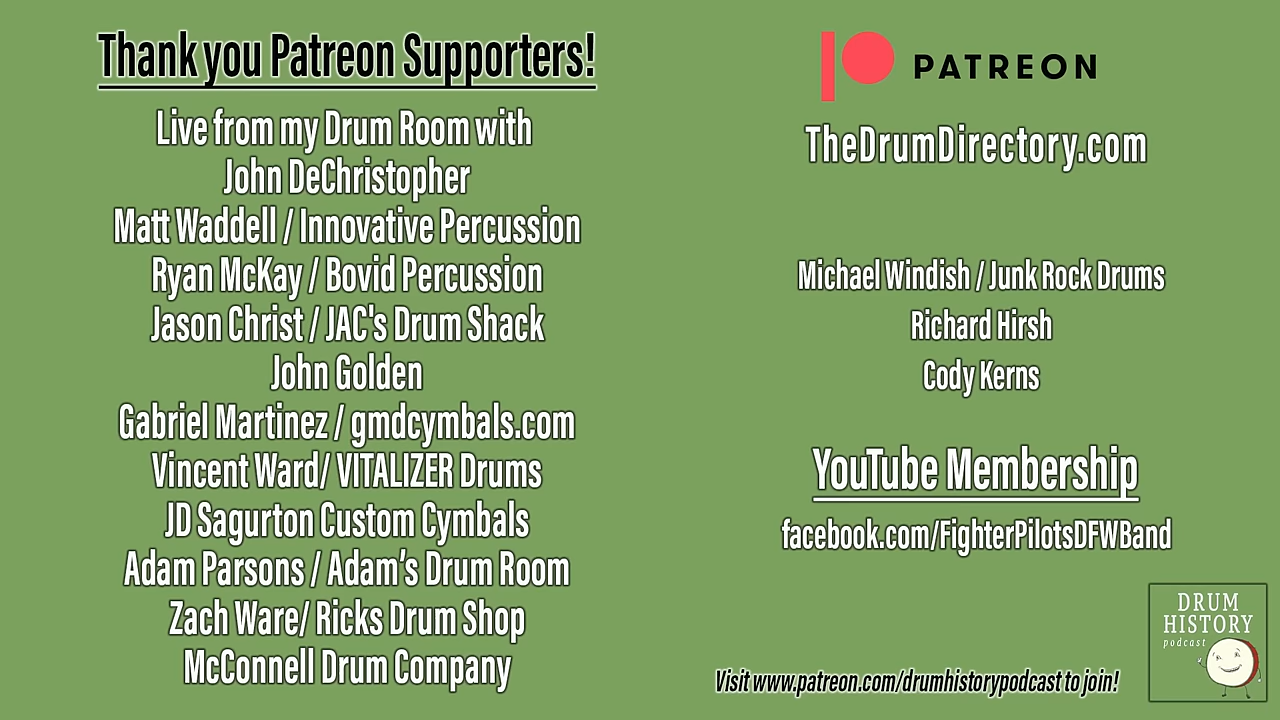 Thank you Patreon Supporters!
Live from my Drum Room with
John DeChristopher
Matt Waddell / Innovative Percussion
Ryan McKay / Bovid Percussion
Jason Christ / JAC's Drum Shack
John Golden
Gabriel Martinez / gmdcymbals.com
Vincent Ward/ VITALIZER Drums
JD Sagurton Custom Cymbals
Adam Parsons / Adam’s Drum Room
Zach Ware/ Ricks Drum Shop
McConnell Drum Company
PATREON
TheDrumDirectory.com
Michael Windish / Junk Rock Drums
Richard Hirsh
Cody Kerns
YouTube Membership
facebook.com/FighterPilotsDFWBand
DRUM
HISTORY
podcast
Visit www.patreon.com/drumhistorypodcast to join!